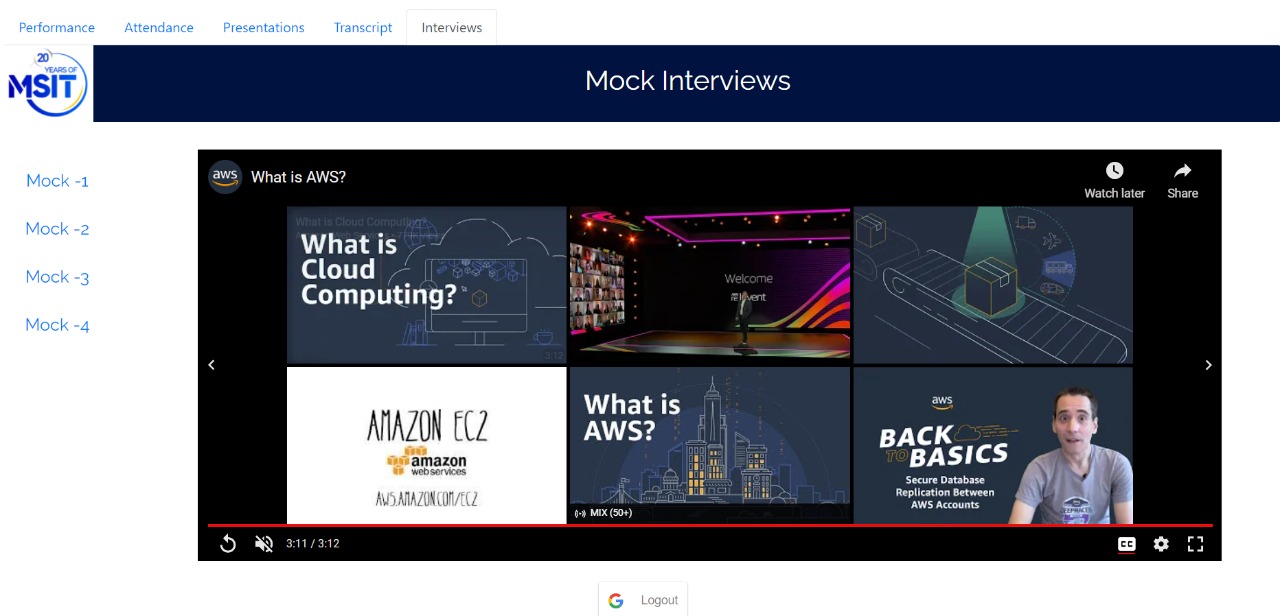 Performance Attendance Presentations Transcript Interviews
20
YEARS OF
MSIT
Mock Interviews
Mock -1
Mock -2
Mock -3
Mock -4
aws What is AWS?
Watch later
Share
What is Cloud Computing?
What is
Cloud
Computing?
3:12
Welcome
AMAZON EC2
amazon
web services
AWS.AMAZON.COM/EC2
What is
AWS?
MIX (50+)
aws
BACK
TO BASICS
Secure Database
Replication Between
AWS Accounts
3:11 / 3:12
CC
Logout